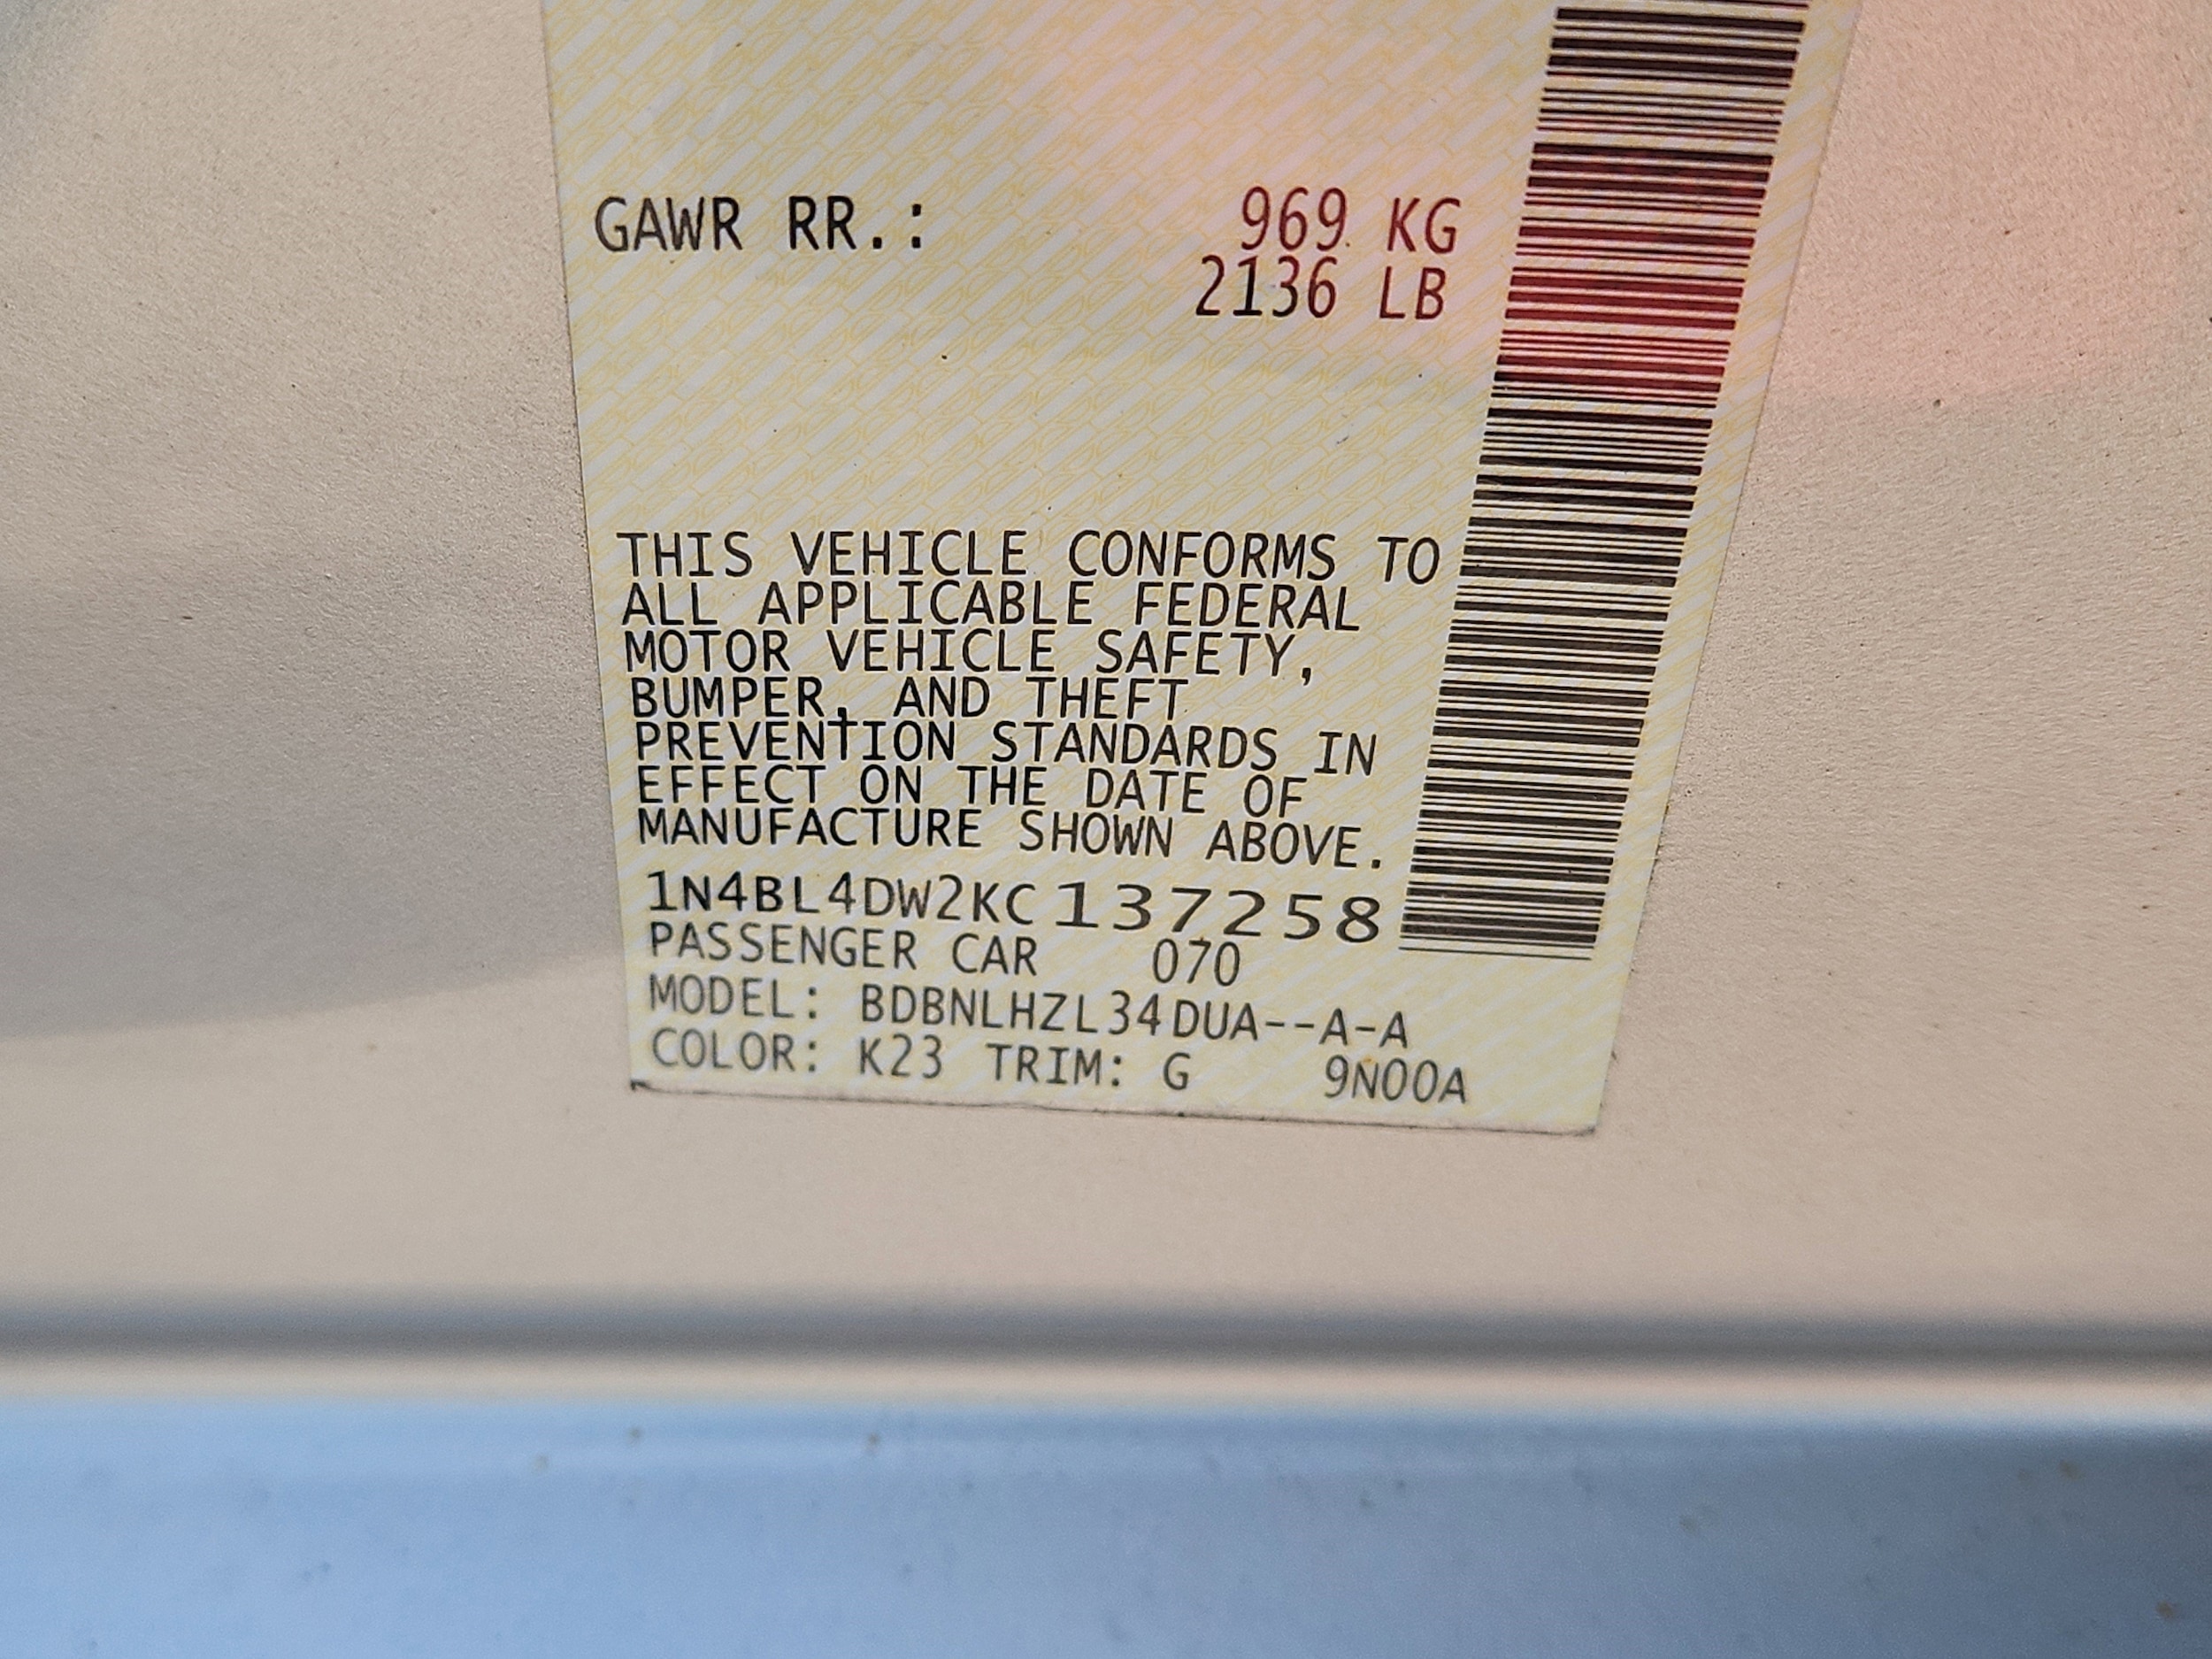 GAWR RR.: 969 KG
2136 LB
THIS VEHICLE CONFORMS TO
ALL APPLICABLE FEDERAL
MOTOR VEHICLE SAFETY,
BUMPER, AND THEFT
PREVENTION STANDARDS IN
EFFECT ON THE DATE OF
MANUFACTURE SHOWN ABOVE.
1N4BL4DW2KC137258
PASSENGER CAR 070
MODEL: BDBNLHZL34DUA--A-A
COLOR: K23 TRIM: G 9N00A